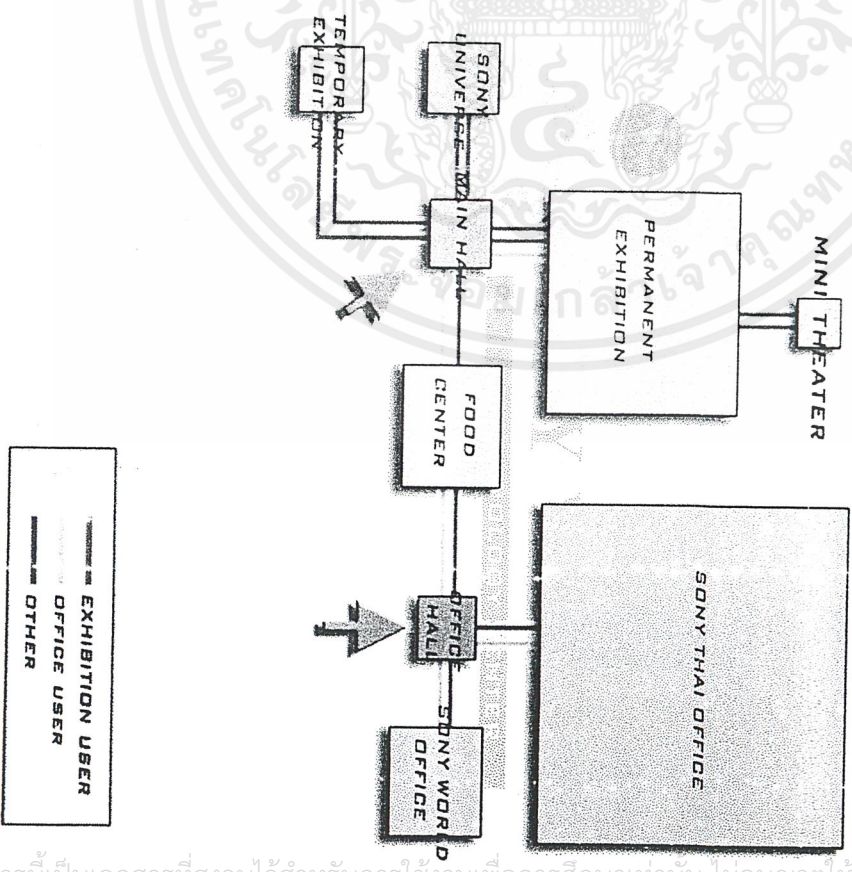 TEMPORARY
EXHIBITION
SONY
UNIVERSE
MAIN HALL
PERMANENT
EXHIBITION
MINI THEATER
FOOD
CENTER
OFFICE
HALL
SONY WORLD
OFFICE
SONY THAI OFFICE
EXHIBITION USER
OFFICE USER
OTHER